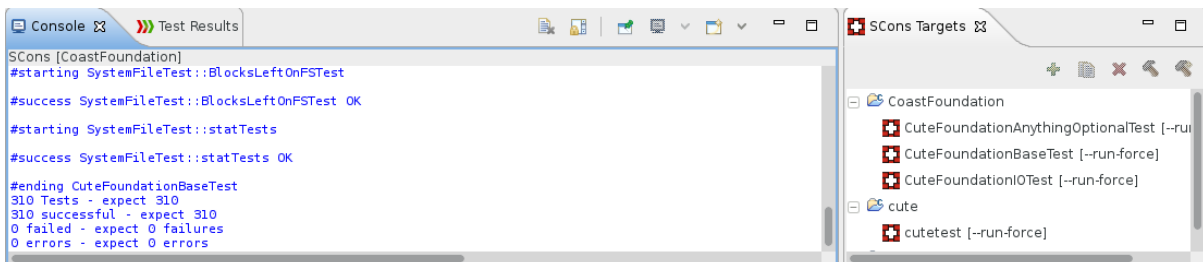 Console
Test Results
SCons [CoastFoundation]
#starting SystemFileTest::BlocksLeftOnFSTest
#success SystemFileTest::BlocksLeftOnFSTest OK
#starting SystemFileTest::statTests
#success SystemFileTest::statTests OK
#ending CuteFoundationBaseTest
310 Tests - expect 310
310 successful - expect 310
0 failed - expect 0 failures
0 errors - expect 0 errors
SCons Targets
CoastFoundation
CuteFoundationAnythingOptionalTest [--ru
CuteFoundationBaseTest [--run-force]
CuteFoundationIOTest [--run-force]
cute
cutetest [--run-force]